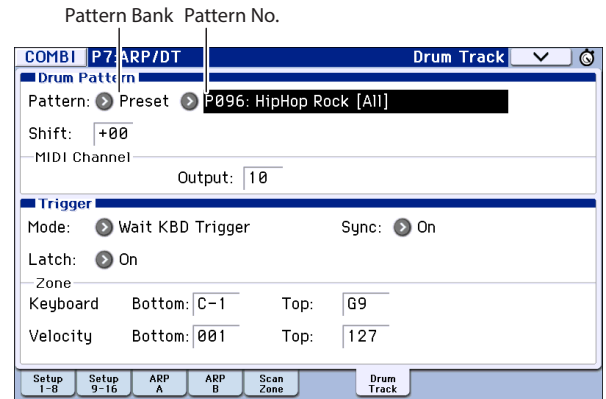 Pattern Bank Pattern No.
COMBI P7:ARP/DT Drum Track
Drum Pattern
Pattern: Preset P096: HipHop Rock [All]
Shift: +00
MIDI Channel
Output: 10
Trigger
Mode: Wait KBD Trigger Sync: On
Latch: On
Zone
Keyboard Bottom: C-1 Top: G9
Velocity Bottom: 001 Top: 127
Setup 1-8 Setup 9-16 ARP A ARP B Scan Zone Drum Track